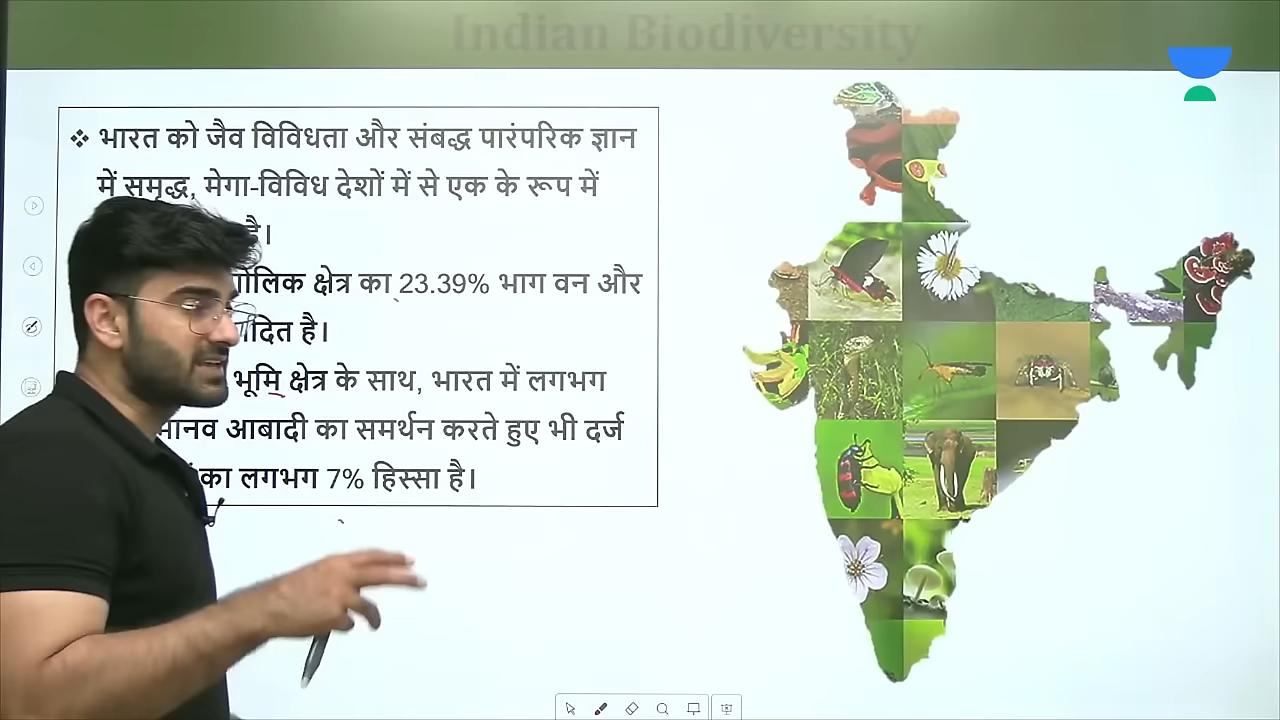 Indian Biodiversity
❖ भारत को जैव विविधता और संबद्ध पारंपरिक ज्ञान
में समृद्ध, मेगा-विविध देशों में से एक के रूप में
है।
क्षेत्र का 23.39% भाग वन और
है।
भूमि क्षेत्र के साथ, भारत में लगभग
मानव आबादी का समर्थन करते हुए भी दर्ज
का लगभग 7% हिस्सा है।